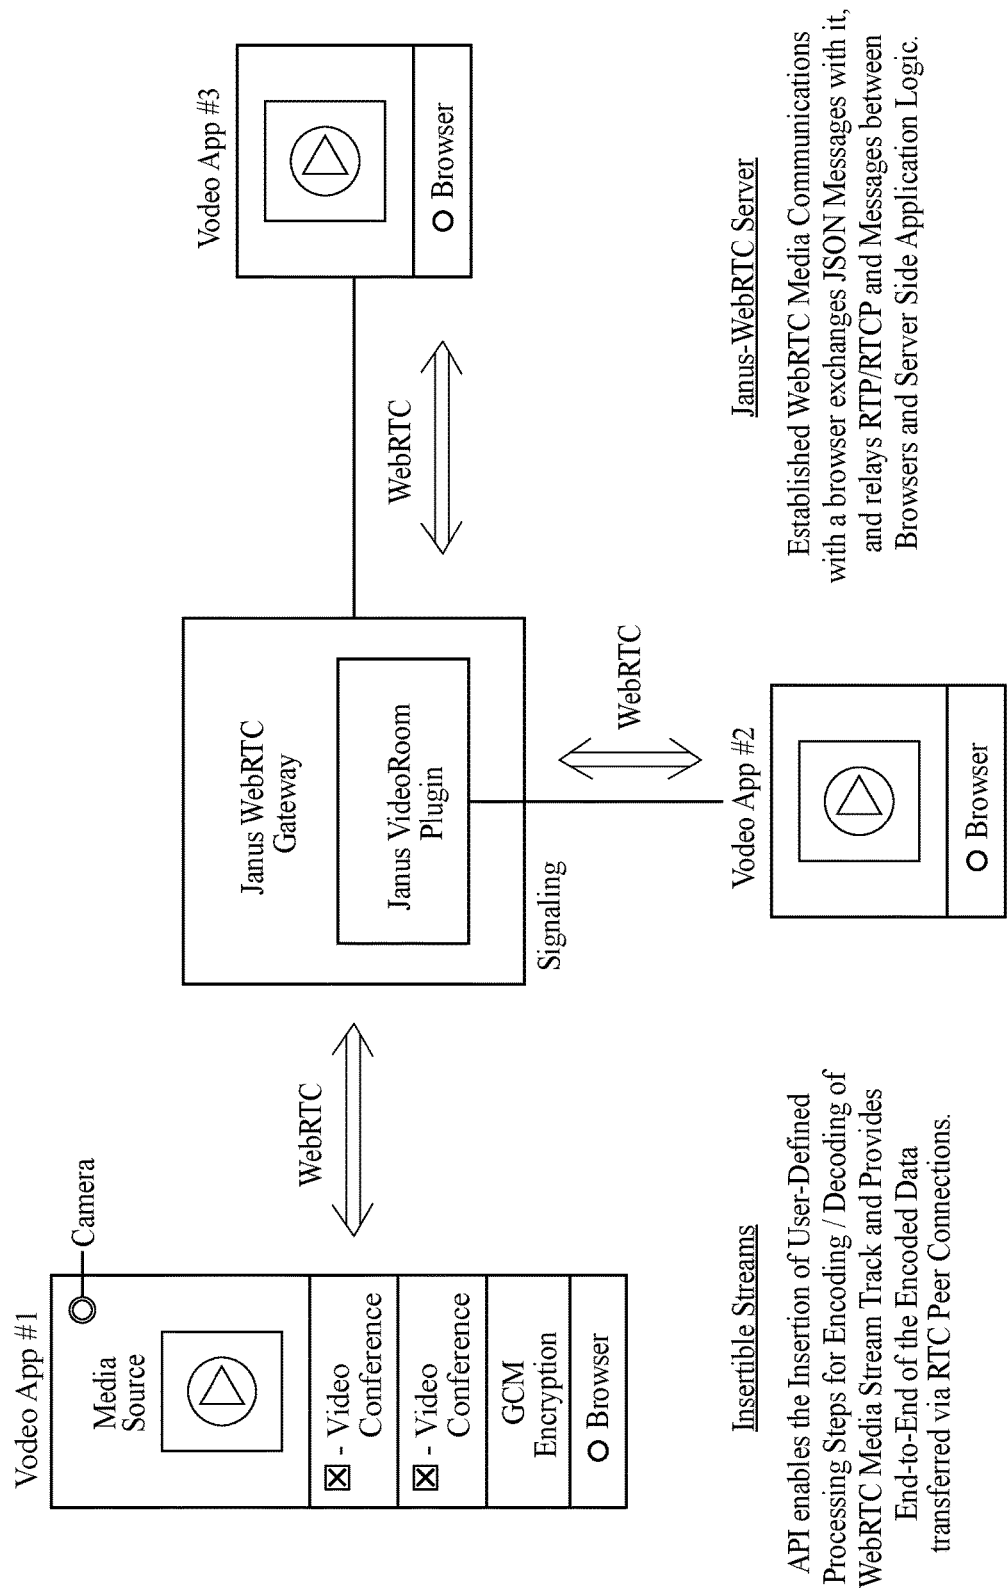 Vodeo App #1
Camera
Media
Source
- Video
Conference
- Video
Conference
GCM
Encryption
Browser
WebRTC
Janus WebRTC
Gateway
Janus VideoRoom
Plugin
Signaling
WebRTC
Vodeo App #2
Browser
WebRTC
Vodeo App #3
Browser
Insertible Streams
API enables the Insertion of User-Defined
Processing Steps for Encoding / Decoding of
WebRTC Media Stream Track and Provides
End-to-End of the Encoded Data
transferred via RTC Peer Connections.
Janus-WebRTC Server
Established WebRTC Media Communications
with a browser exchanges JSON Messages with it,
and relays RTP/RTCP and Messages between
Browsers and Server Side Application Logic.